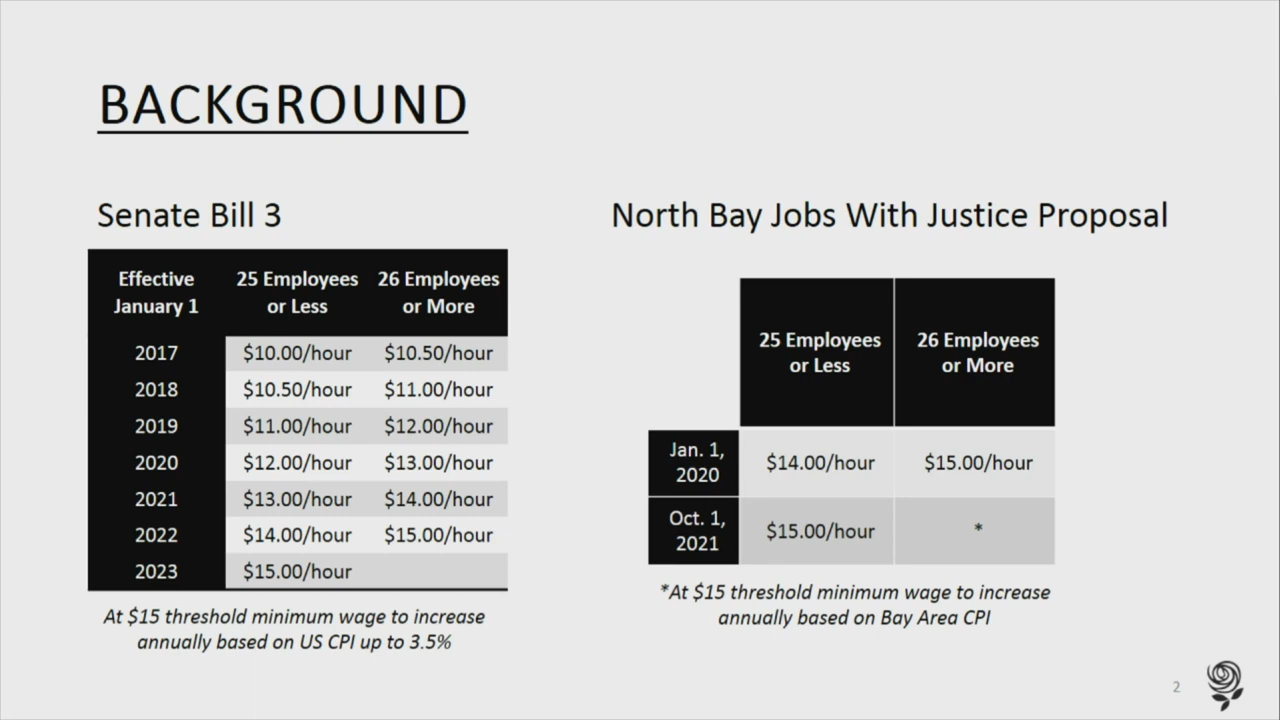 BACKGROUND
Senate Bill 3
Effective January 1 25 Employees or Less 26 Employees or More
2017 $10.00/hour $10.50/hour
2018 $10.50/hour $11.00/hour
2019 $11.00/hour $12.00/hour
2020 $12.00/hour $13.00/hour
2021 $13.00/hour $14.00/hour
2022 $14.00/hour $15.00/hour
2023 $15.00/hour
At $15 threshold minimum wage to increase
annually based on US CPI up to 3.5%
North Bay Jobs With Justice Proposal
25 Employees or Less 26 Employees or More
Jan. 1, 2020 $14.00/hour $15.00/hour
Oct. 1, 2021 $15.00/hour *
*At $15 threshold minimum wage to increase
annually based on Bay Area CPI
2